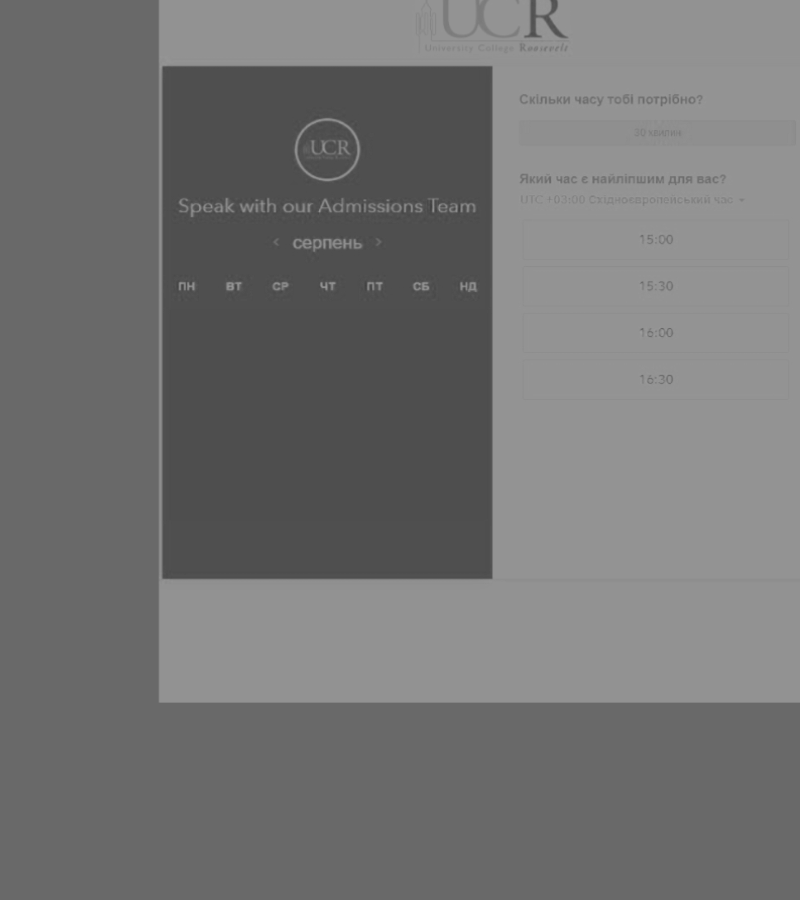 UCR
University College Roosevelt
UCR
Speak with our Admissions Team
‹ серпень ›
ПН ВТ СР ЧТ ПТ СБ НД
Скільки часу тобі потрібно?
30 хвилин
Який час є найліпшим для вас?
UTC +03:00 Східноєвропейський час
15:00
15:30
16:00
16:30